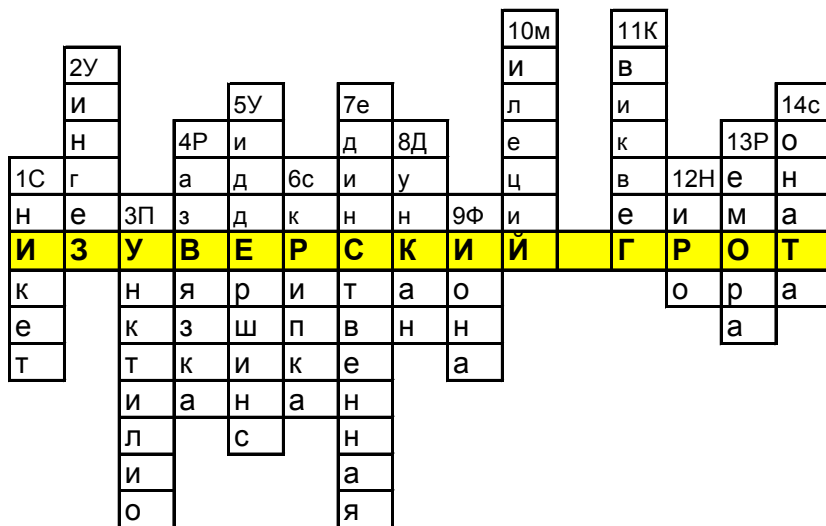 10м 11К
2У и в
и 5У 7е л и 14с
н 4Р и д 8Д е к 13Р о
1С г а д 6с и у ц в 12Н е н
н е 3П з д к н н 9Ф и е и м а
И З У В Е Р С К И Й Г Р О Т
к н я р и т а о о р а
е к з ш п в н н а
т т к и к е а
и а н а н
л с н
и а
о я